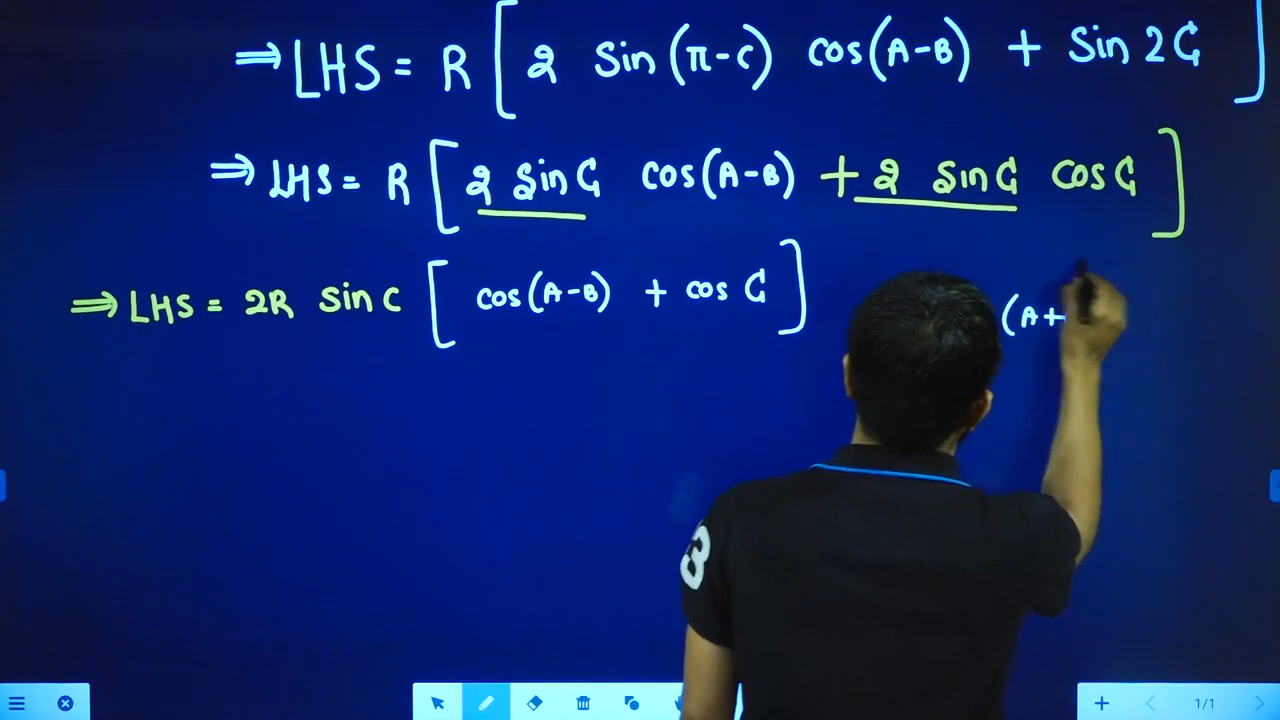 ⇒ LHS = R [ 2 sin (π-C) cos(A-B) + sin 2C ]
⇒ LHS = R [ 2 sin C cos(A-B) + 2 sin C cos C ]
⇒ LHS = 2R sin C [ cos(A-B) + cos C ] (A+
3
1/1